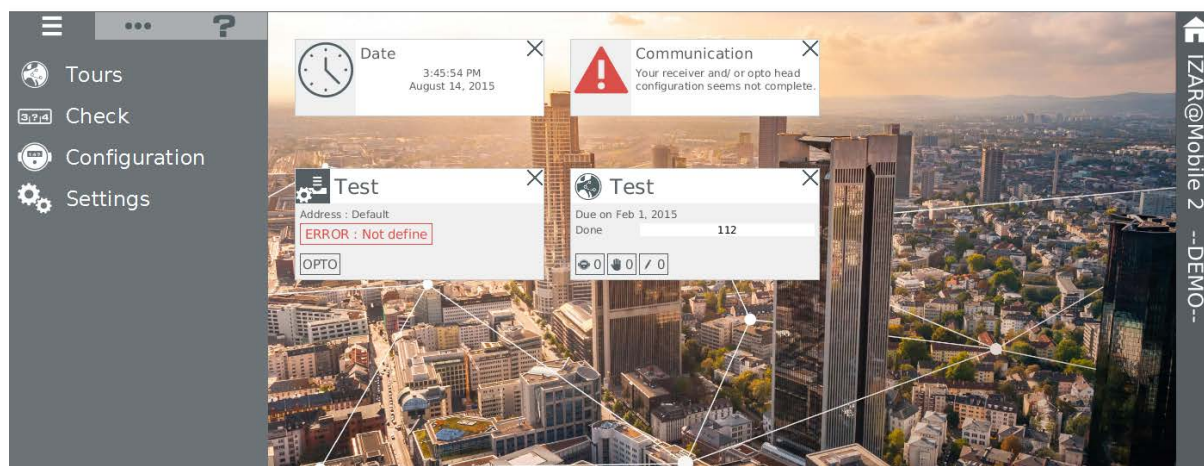 ?
Tours
Check
Configuration
Settings
Date
3:45:54 PM
August 14, 2015
Communication
Your receiver and/ or opto head
configuration seems not complete.
Test
Address : Default
ERROR : Not define
OPTO
Test
Due on Feb 1, 2015
Done 112
0 0 0
IZAR@Mobile 2 --DEMO--